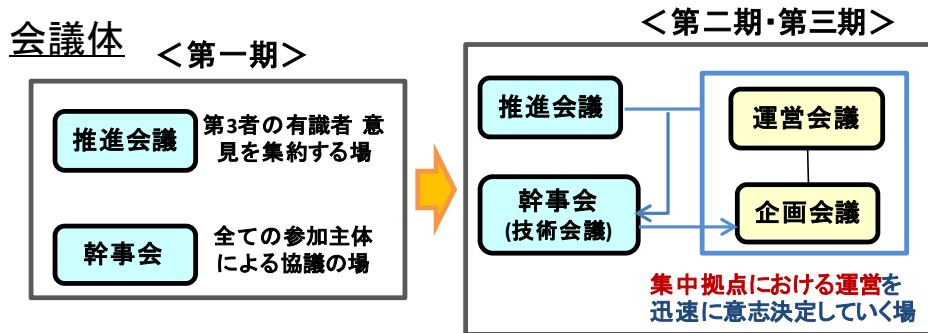 会議体
<第一期>
推進会議
第3者の有識者 意
見を集約する場
幹事会
全ての参加主体
による協議の場
<第二期・第三期>
推進会議
運営会議
幹事会
(技術会議)
企画会議
集中拠点における運営を
迅速に意志決定していく場